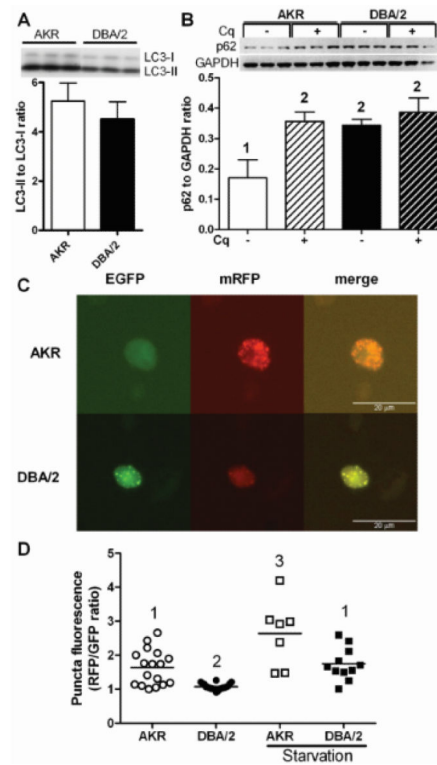 A
AKR DBA/2
LC3-I
LC3-II
LC3-II to LC3-I ratio
6
4
2
0
AKR DBA/2
B
AKR DBA/2
Cq - + - +
p62
GAPDH
p62 to GAPDH ratio
0.4
0.3
0.2
0.1
0.0
1 2 2 2
Cq - + - +
C
EGFP mRFP merge
AKR
20 µm
DBA/2
20 µm
D
Puncta fluorescence
(RFP/GFP ratio)
5
4
3
2
1
0
1 2 3 1
AKR DBA/2 AKR DBA/2
Starvation